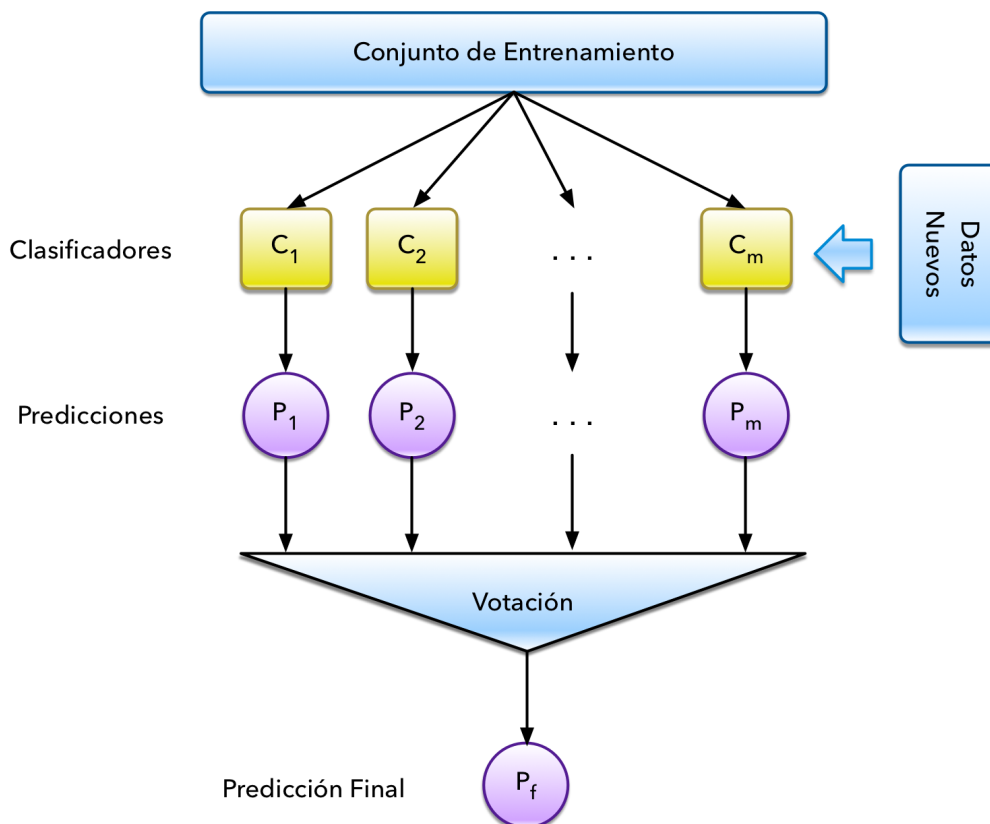 Conjunto de Entrenamiento
Clasificadores
C1
C2
. . .
Cm
Datos
Nuevos
Predicciones
P1
P2
. . .
Pm
Votación
Predicción Final
Pf